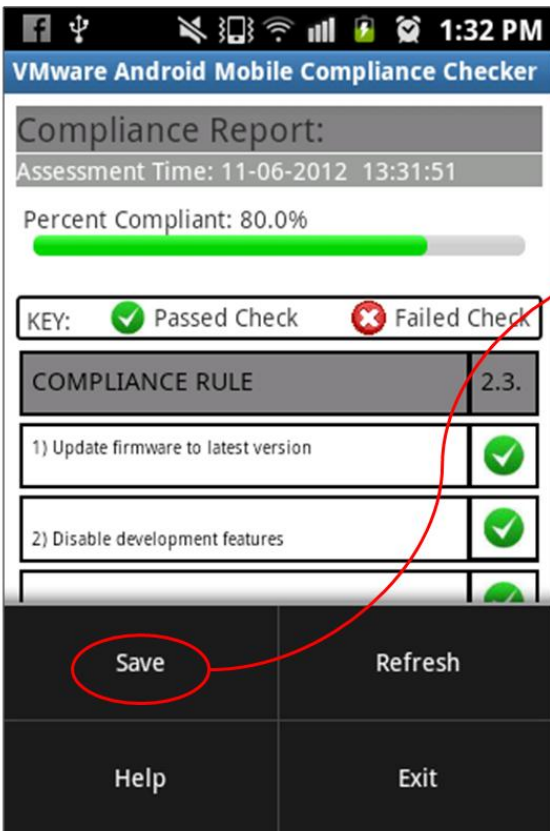 1:32 PM
VMware Android Mobile Compliance Checker
Compliance Report:
Assessment Time: 11-06-2012 13:31:51
Percent Compliant: 80.0%
KEY: Passed Check Failed Check
COMPLIANCE RULE 2.3.
1) Update firmware to latest version
2) Disable development features
Save Refresh
Help Exit